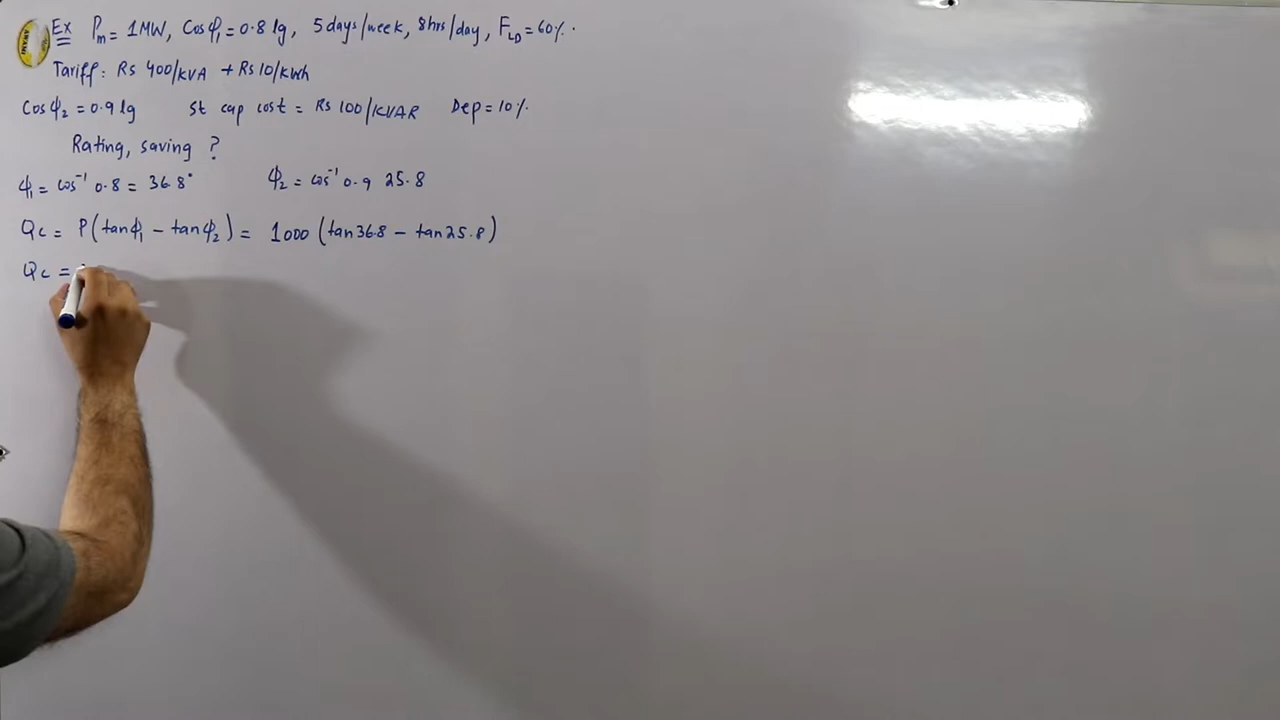 Ex Pm = 1MW, Cosφ1 = 0.8 lg, 5 days/week, 8hrs/day, FLD = 60%.
Tariff: Rs 400/KVA + Rs 10/KWh
Cosφ2 = 0.9 lg St cap cost = Rs 100/KVAR Dep = 10%.
Rating, saving ?
φ1 = cos⁻¹ 0.8 = 36.8° φ2 = cos⁻¹ 0.9 25.8
Qc = P(tanφ1 − tanφ2) = 1000 (tan36.8 − tan25.8)
Qc =